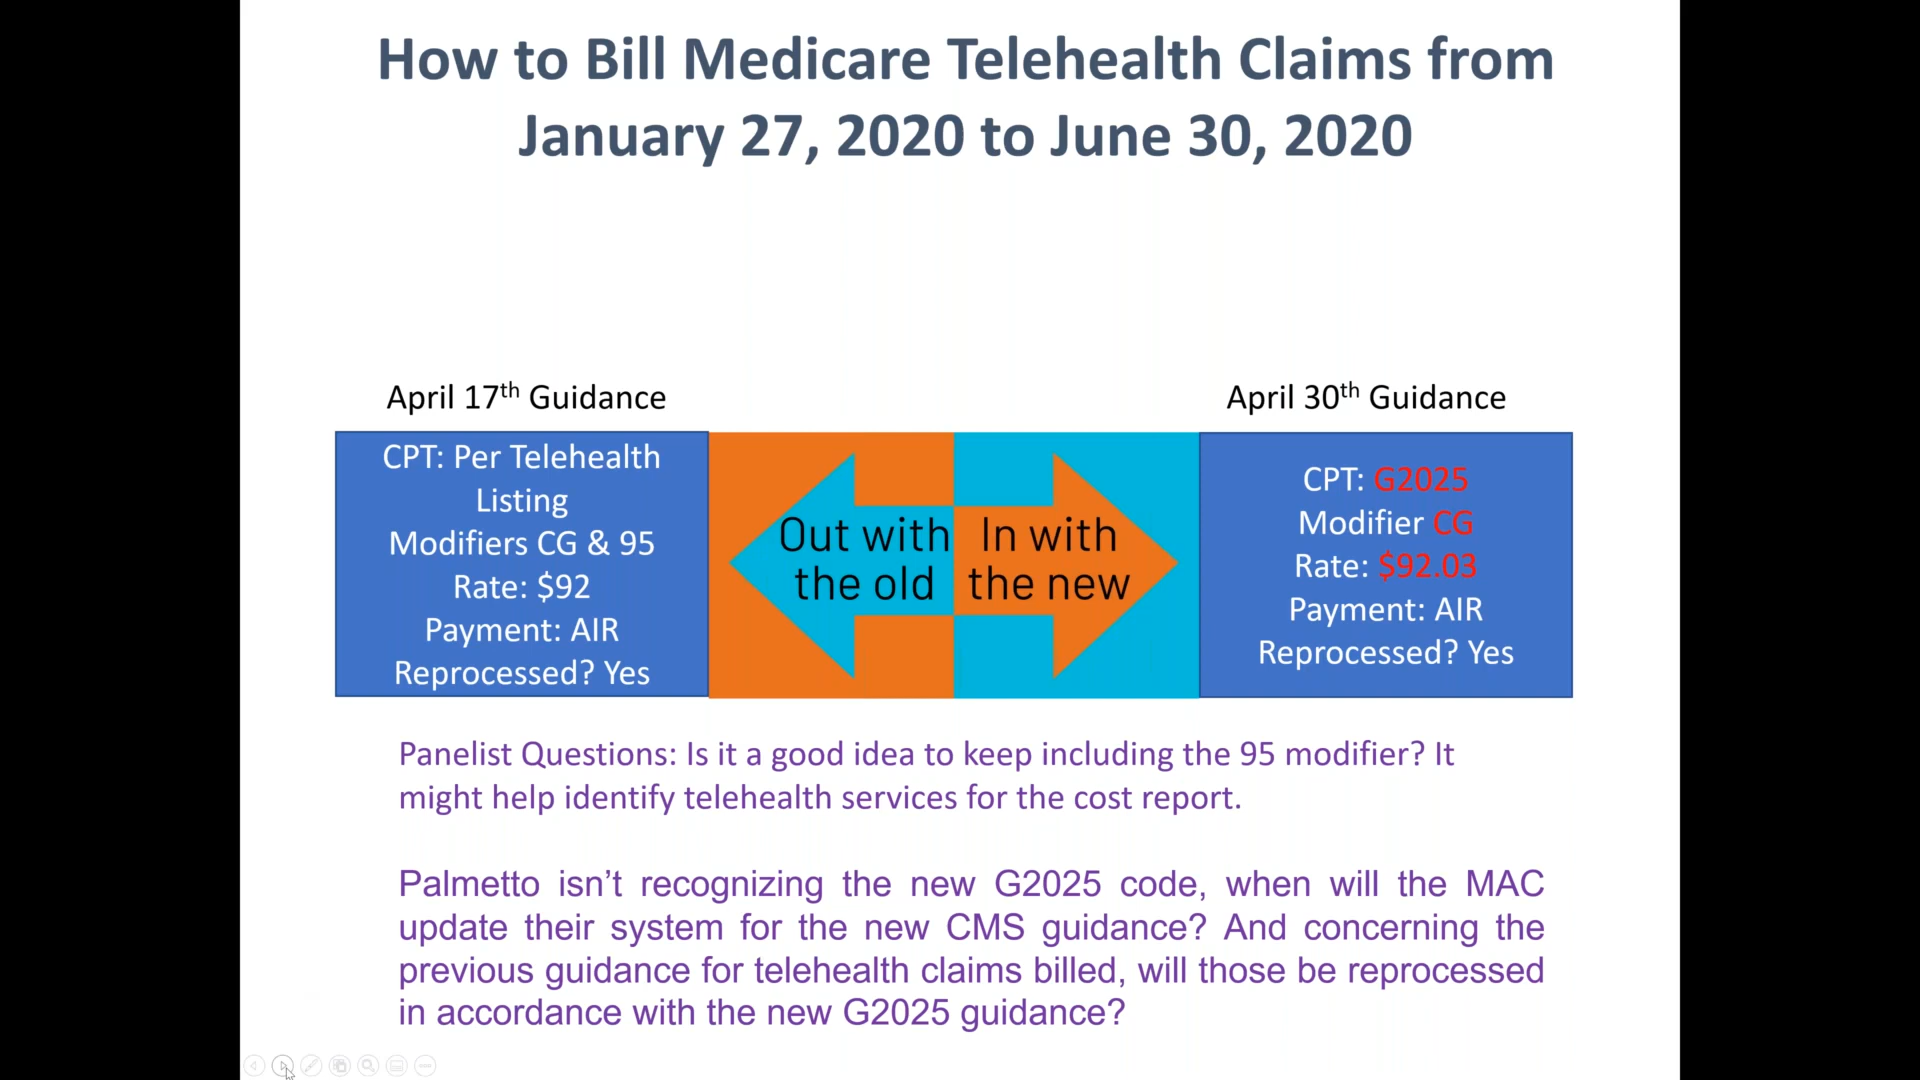 How to Bill Medicare Telehealth Claims from
January 27, 2020 to June 30, 2020
April 17th Guidance
CPT: Per Telehealth
Listing
Modifiers CG & 95
Rate: $92
Payment: AIR
Reprocessed? Yes
Out with
the old
In with
the new
April 30th Guidance
CPT: G2025
Modifier CG
Rate: $92.03
Payment: AIR
Reprocessed? Yes
Panelist Questions: Is it a good idea to keep including the 95 modifier? It
might help identify telehealth services for the cost report.
Palmetto isn’t recognizing the new G2025 code, when will the MAC
update their system for the new CMS guidance? And concerning the
previous guidance for telehealth claims billed, will those be reprocessed
in accordance with the new G2025 guidance?